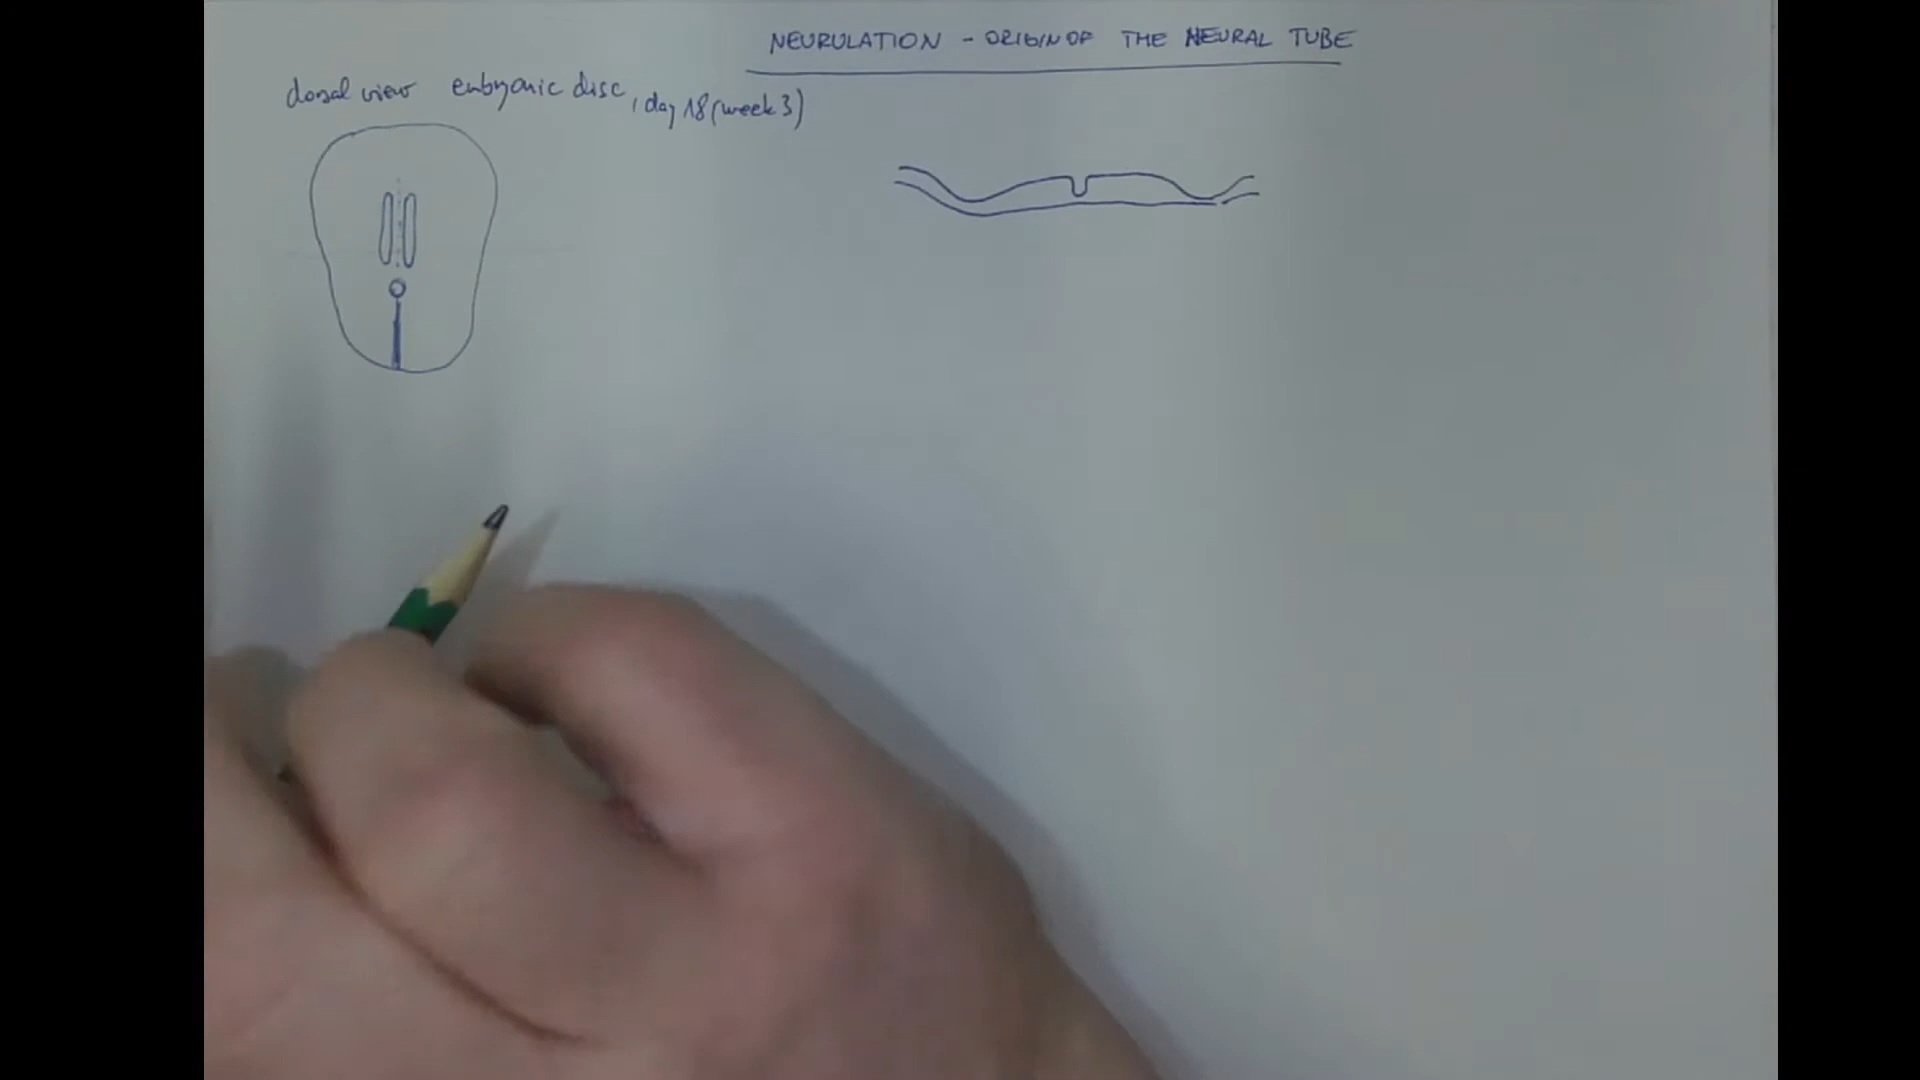 NEURULATION - ORIGIN OF THE NEURAL TUBE
dorsal view embryonic disc, day 18 (week 3)